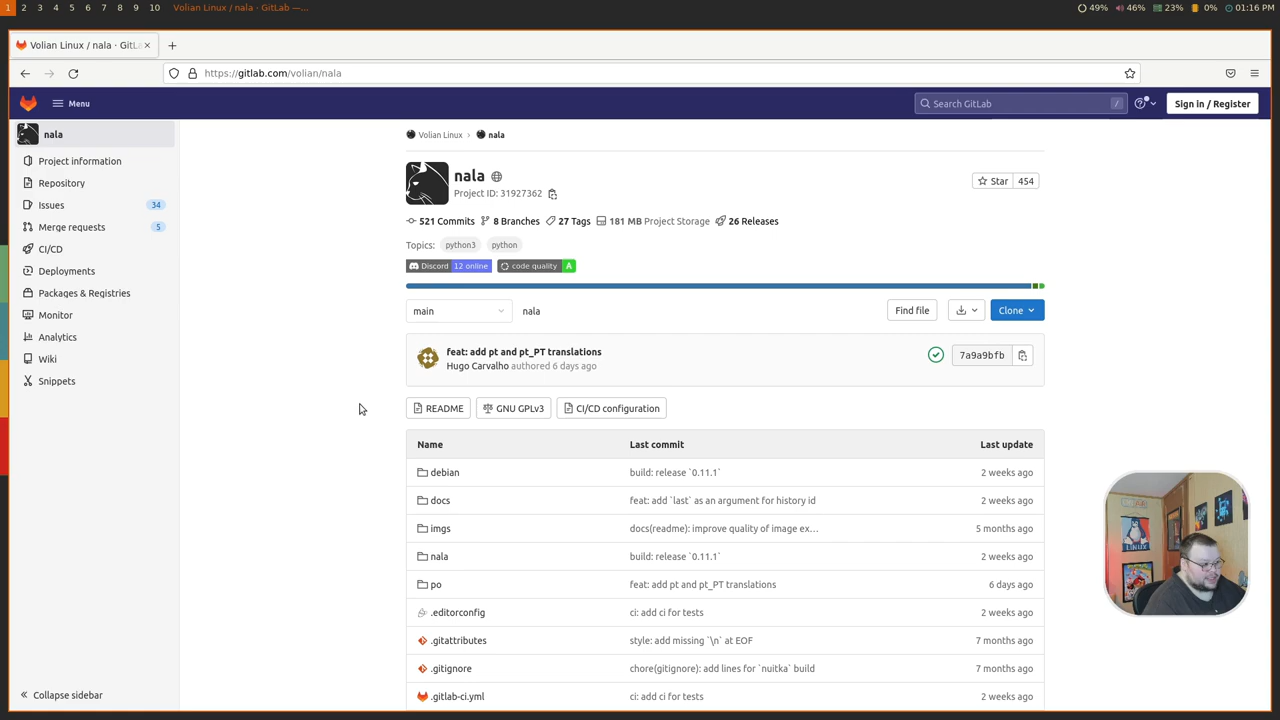 1 2 3 4 5 6 7 8 9 10 Volian Linux / nala · GitLab —... 49% 46% 23% 0% 01:16 PM
Volian Linux / nala · GitLa
https://gitlab.com/volian/nala
Menu Search GitLab / Sign in / Register
nala
Project information
Repository
Issues 34
Merge requests 5
CI/CD
Deployments
Packages & Registries
Monitor
Analytics
Wiki
Snippets
Collapse sidebar
Volian Linux › nala
nala
Project ID: 31927362
Star 454
521 Commits 8 Branches 27 Tags 181 MB Project Storage 26 Releases
Topics: python3 python
Discord 12 online code quality A
main nala Find file Clone
feat: add pt and pt_PT translations
Hugo Carvalho authored 6 days ago
7a9a9bfb
README GNU GPLv3 CI/CD configuration
Name Last commit Last update
debian build: release `0.11.1` 2 weeks ago
docs feat: add `last` as an argument for history id 2 weeks ago
imgs docs(readme): improve quality of image ex... 5 months ago
nala build: release `0.11.1` 2 weeks ago
po feat: add pt and pt_PT translations 6 days ago
.editorconfig ci: add ci for tests 2 weeks ago
.gitattributes style: add missing `\n` at EOF 7 months ago
.gitignore chore(gitignore): add lines for `nuitka` build 7 months ago
.gitlab-ci.yml ci: add ci for tests 2 weeks ago
LINUX